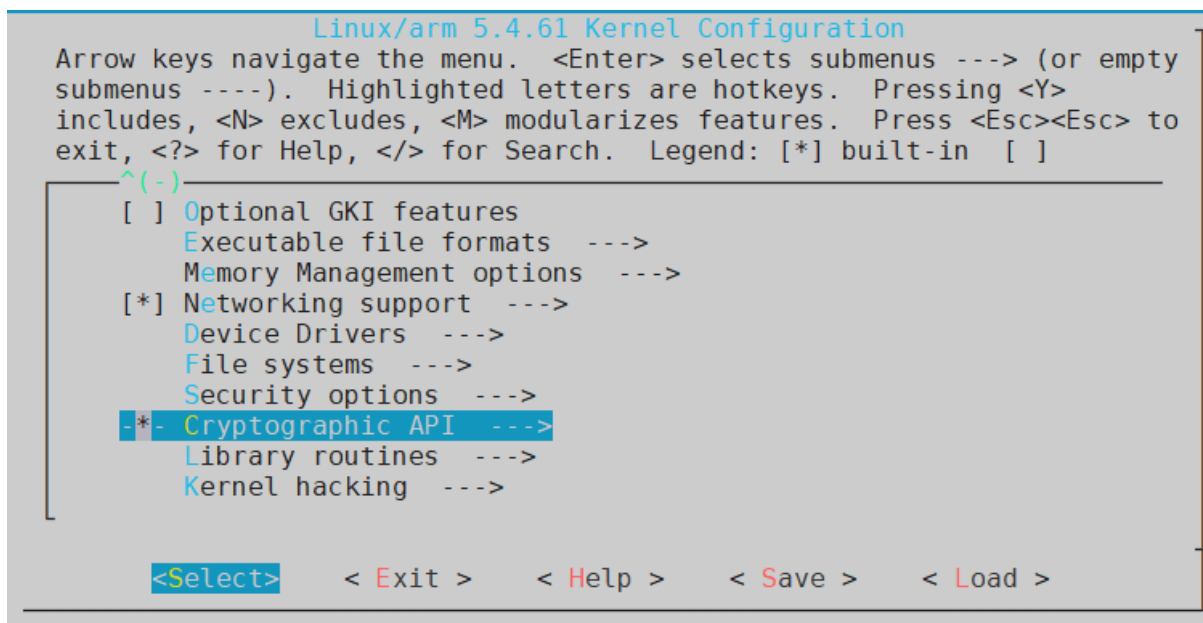 Linux/arm 5.4.61 Kernel Configuration
Arrow keys navigate the menu.  <Enter> selects submenus ---> (or empty
submenus ----).  Highlighted letters are hotkeys.  Pressing <Y>
includes, <N> excludes, <M> modularizes features.  Press <Esc><Esc> to
exit, <?> for Help, </> for Search.  Legend: [*] built-in  [ ]
^(-)
[ ] Optional GKI features
Executable file formats  --->
Memory Management options  --->
[*] Networking support  --->
Device Drivers  --->
File systems  --->
Security options  --->
-*- Cryptographic API  --->
Library routines  --->
Kernel hacking  --->
<Select>    < Exit >    < Help >    < Save >    < Load >